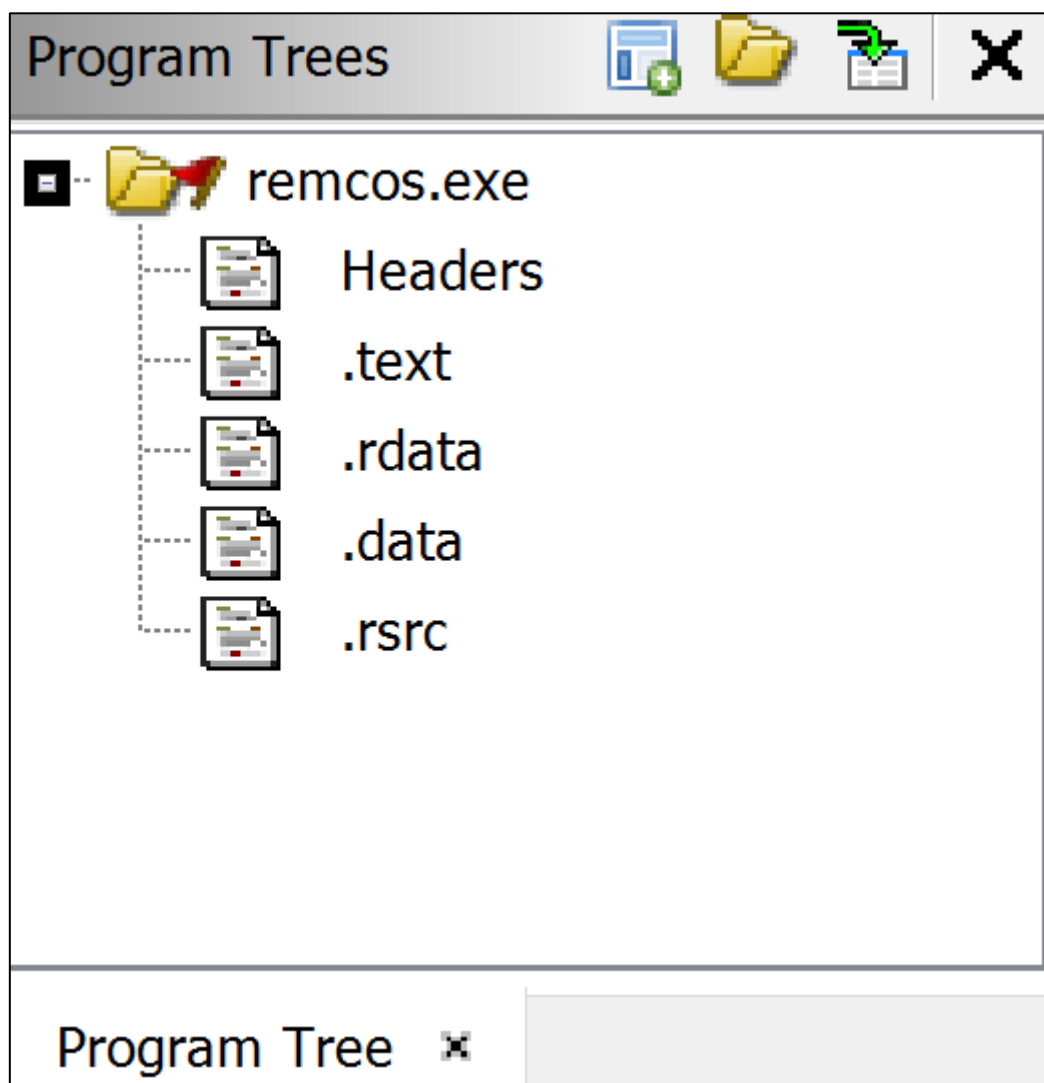 Program Trees
remcos.exe
Headers
.text
.rdata
.data
.rsrc
Program Tree